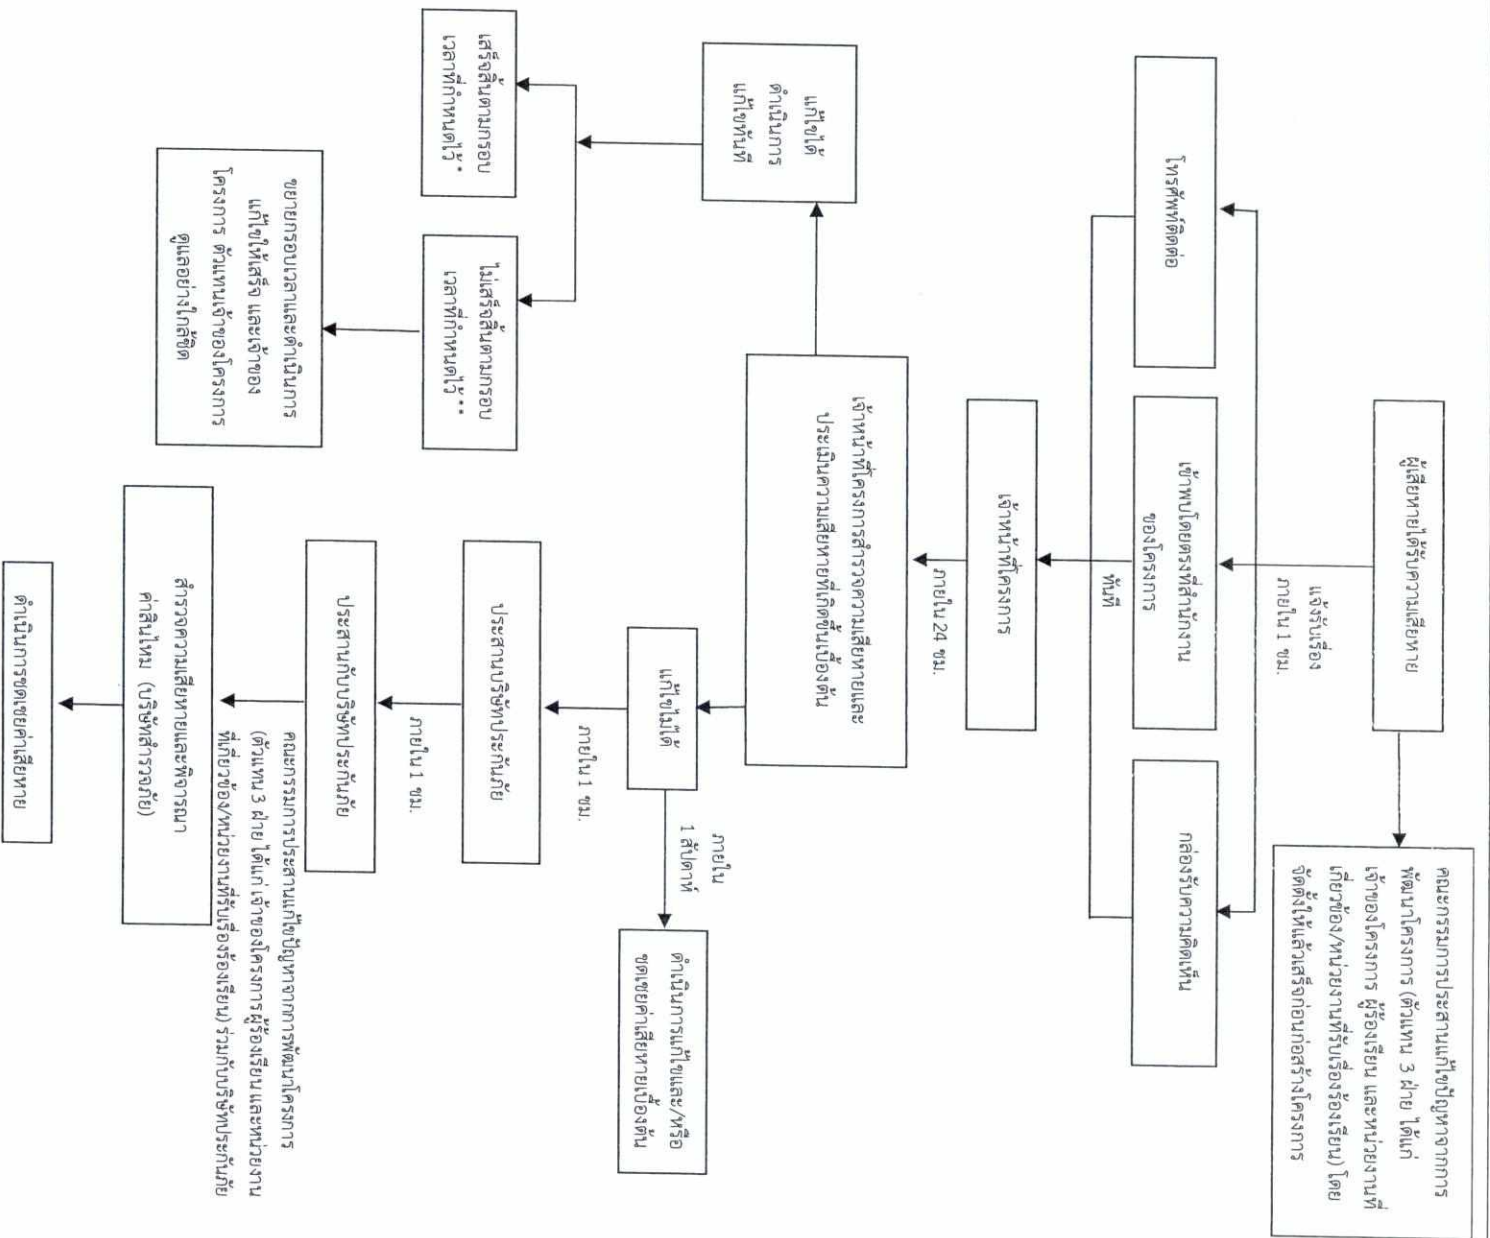 ผู้เสียหายได้รับความเสียหาย
คณะกรรมการประสานแก้ไขปัญหาจากการ
พัฒนาโครงการ (ตัวแทน 3 ฝ่าย ได้แก่
เจ้าของโครงการ ผู้ร้องเรียน และหน่วยงานที่
เกี่ยวข้อง/หน่วยงานที่รับเรื่องร้องเรียน) โดย
จัดตั้งให้แล้วเสร็จก่อนก่อสร้างโครงการ
แจ้งรับเรื่อง
ภายใน 1 ชม.
โทรศัพท์ติดต่อ
เข้าพบโดยตรงที่สำนักงาน
ของโครงการ
กล่องรับความคิดเห็น
ทันที
เจ้าหน้าที่โครงการ
ภายใน 24 ชม.
เจ้าหน้าที่โครงการสำรวจความเสียหายและ
ประเมินความเสียหายที่เกิดขึ้นเบื้องต้น
แก้ไขได้
ดำเนินการ
แก้ไขทันที
แก้ไขไม่ได้
ภายใน
1 สัปดาห์
ดำเนินการแก้ไขและ/หรือ
ชดเชยค่าเสียหายเบื้องต้น
เสร็จสิ้นตามกรอบ
เวลาที่กำหนดไว้*
ไม่เสร็จสิ้นตามกรอบ
เวลาที่กำหนดไว้**
ขยายกรอบเวลาและดำเนินการ
แก้ไขให้เสร็จ และเจ้าของ
โครงการ ตัวแทนเจ้าของโครงการ
ดูแลอย่างใกล้ชิด
ภายใน 1 ชม.
ประสานบริษัทประกันภัย
ภายใน 1 ชม.
ประสานกับบริษัทประกันภัย
คณะกรรมการประสานแก้ไขปัญหาจากการพัฒนาโครงการ
(ตัวแทน 3 ฝ่าย ได้แก่ เจ้าของโครงการ ผู้ร้องเรียน และหน่วยงาน
ที่เกี่ยวข้อง/หน่วยงานที่รับเรื่องร้องเรียน) ร่วมกับบริษัทประกันภัย
สำรวจความเสียหายและพิจารณา
ค่าสินไหม (บริษัทสำรวจภัย)
ดำเนินการชดเชยค่าเสียหาย